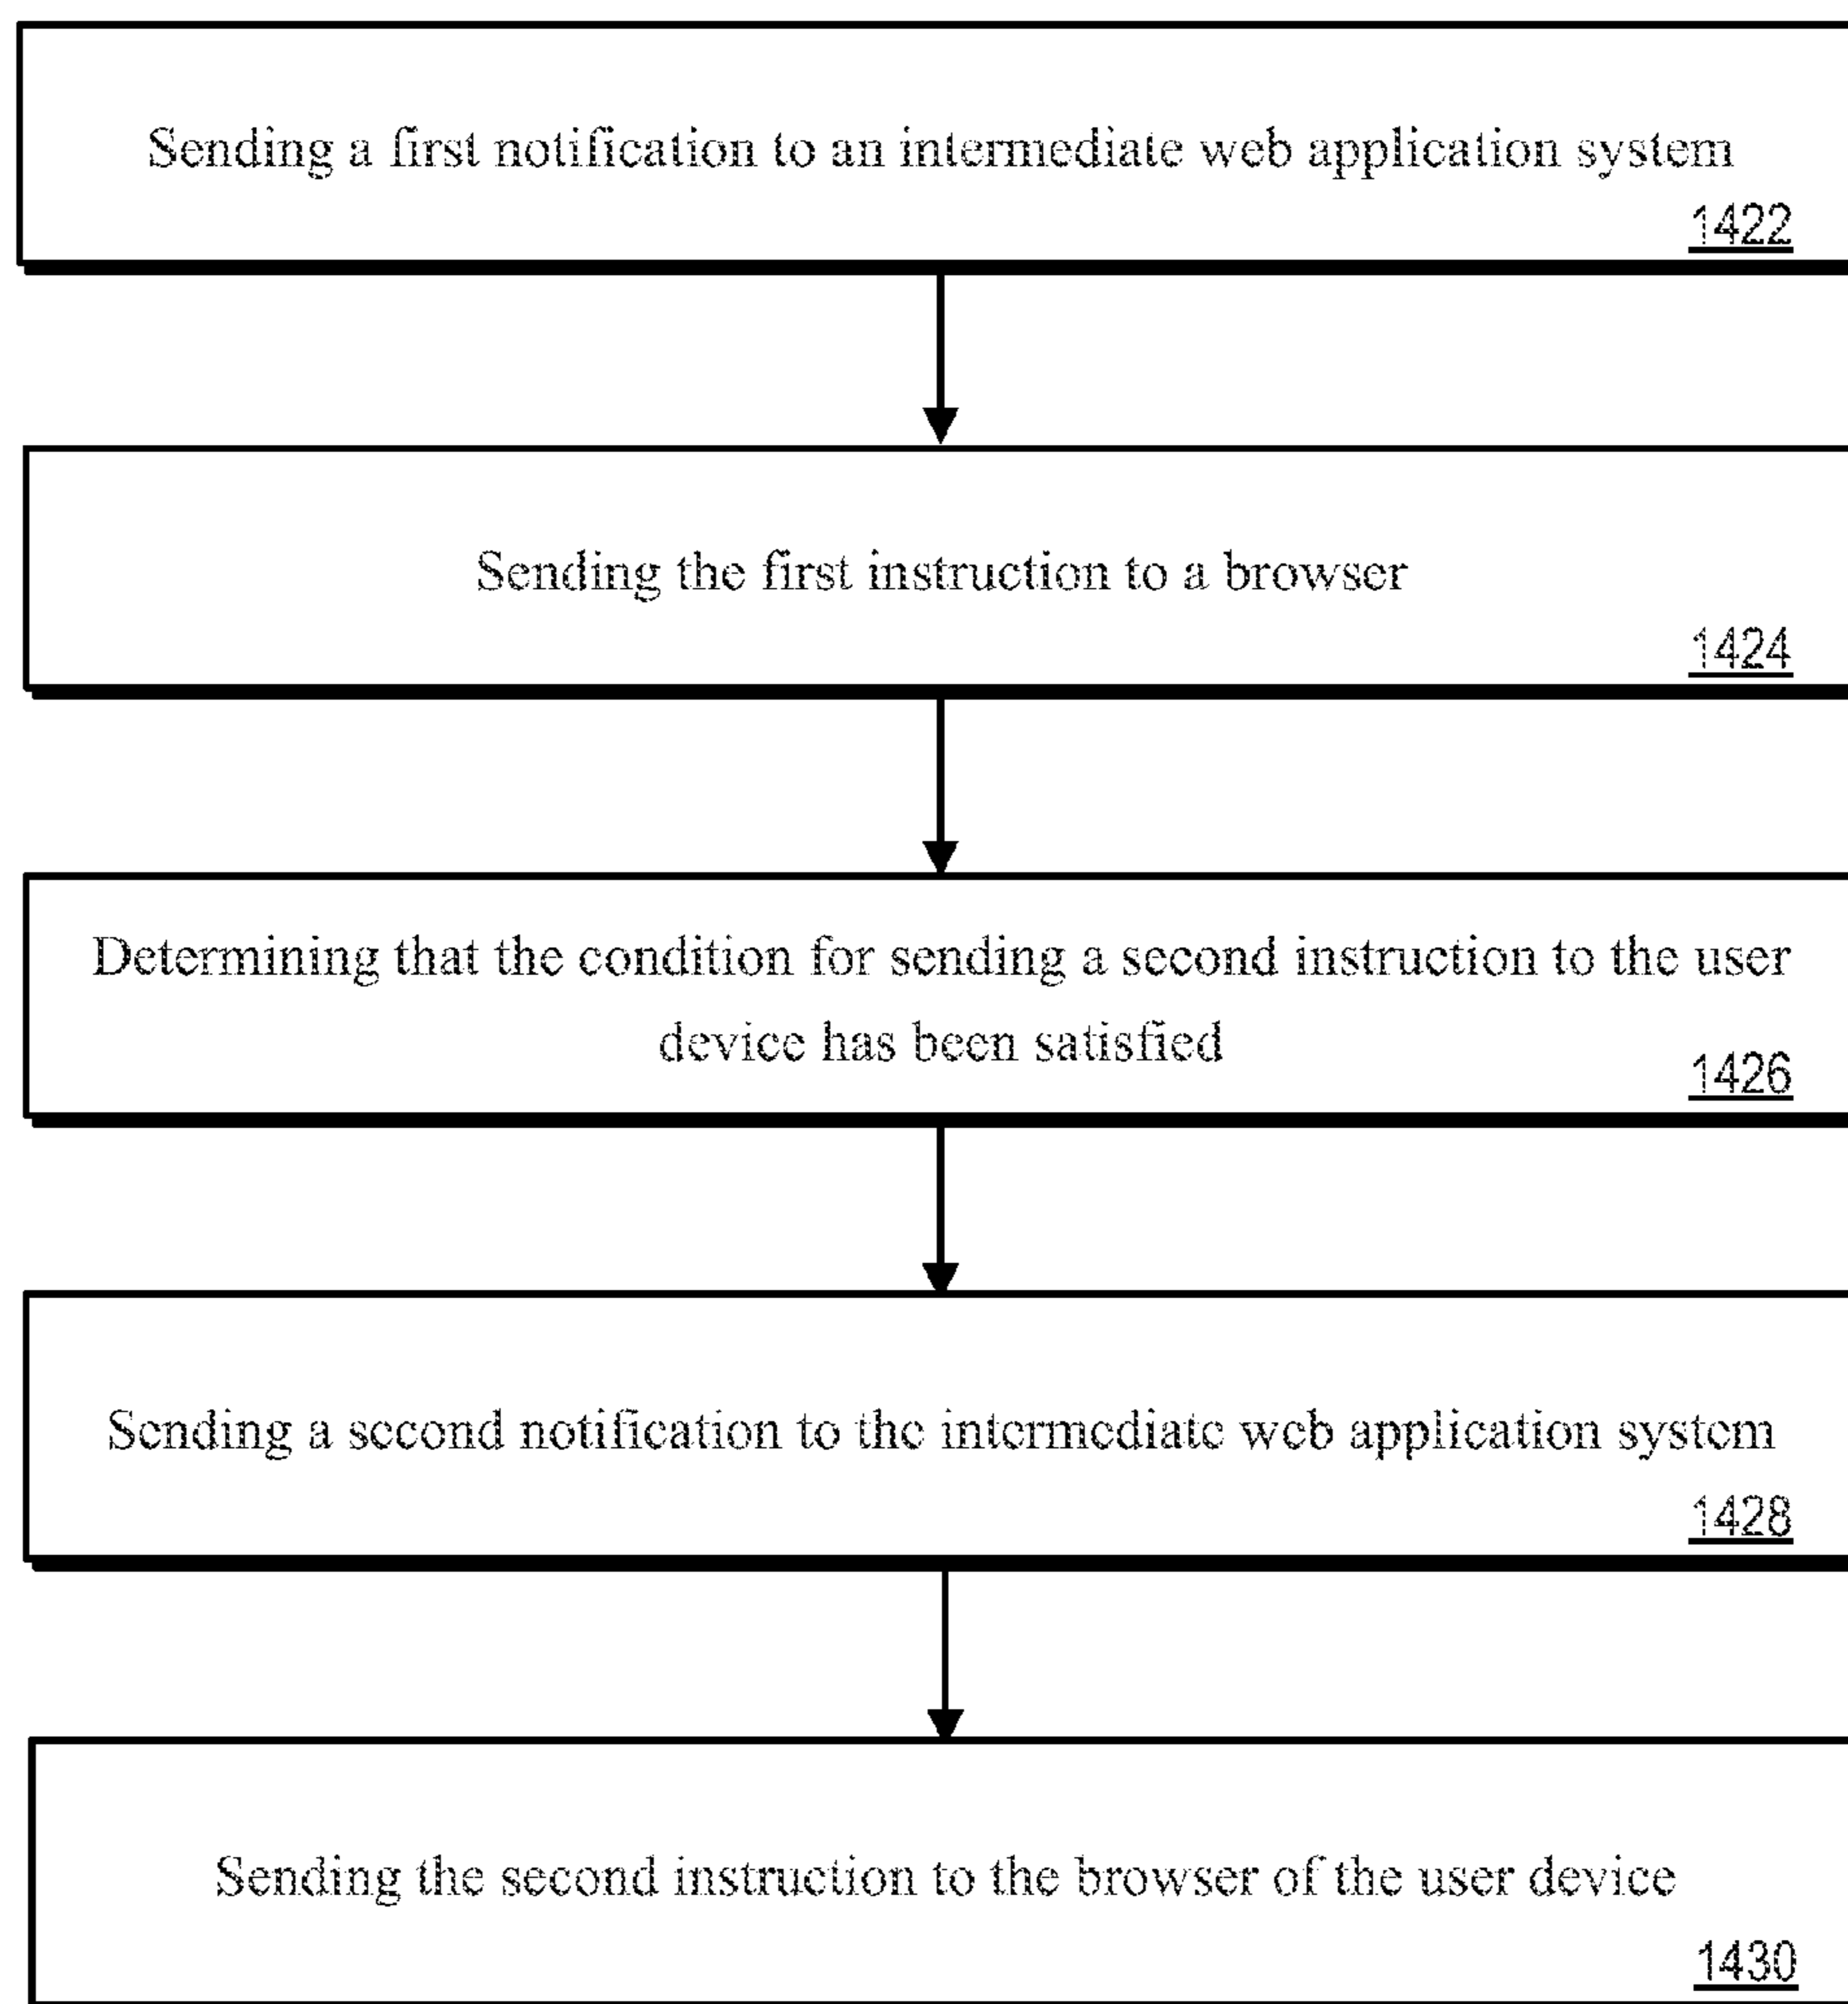 Sending a first notification to an intermediate web application system
1422
Sending the first instruction to a browser
1424
Determining that the condition for sending a second instruction to the user
device has been satisfied
1426
Sending a second notification to the intermediate web application system
1428
Sending the second instruction to the browser of the user device
1430